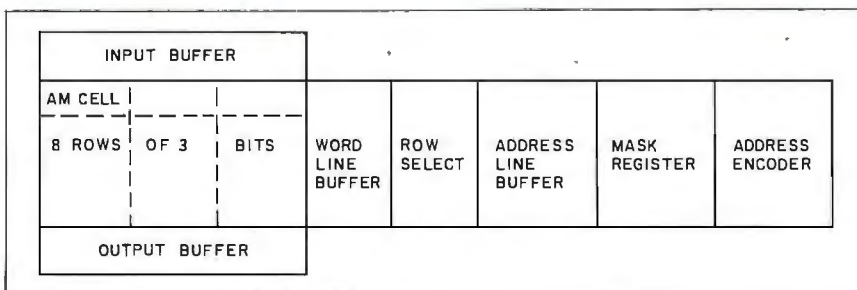 INPUT BUFFER
AM CELL
8 ROWS OF 3 BITS
WORD
LINE
BUFFER
ROW
SELECT
ADDRESS
LINE
BUFFER
MASK
REGISTER
ADDRESS
ENCODER
OUTPUT BUFFER